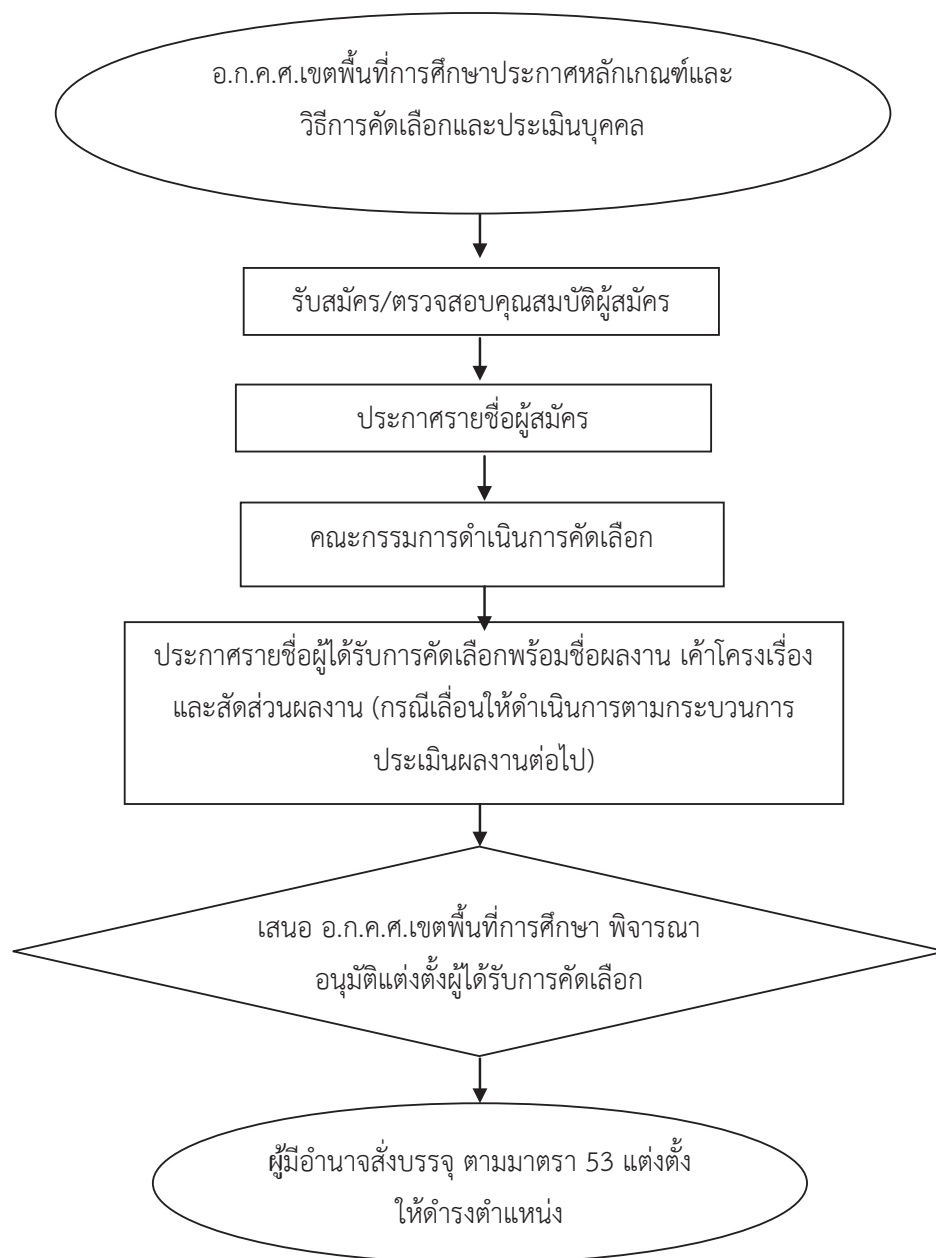 อ.ก.ค.ศ.เขตพื้นที่การศึกษาประกาศหลักเกณฑ์และ
วิธีการคัดเลือกและประเมินบุคคล
รับสมัคร/ตรวจสอบคุณสมบัติผู้สมัคร
ประกาศรายชื่อผู้สมัคร
คณะกรรมการดำเนินการคัดเลือก
ประกาศรายชื่อผู้ได้รับการคัดเลือกพร้อมชื่อผลงาน เค้าโครงเรื่อง
และสัดส่วนผลงาน (กรณีเลื่อนให้ดำเนินการตามกระบวนการ
ประเมินผลงานต่อไป)
เสนอ อ.ก.ค.ศ.เขตพื้นที่การศึกษา พิจารณา
อนุมัติแต่งตั้งผู้ได้รับการคัดเลือก
ผู้มีอำนาจสั่งบรรจุ ตามมาตรา 53 แต่งตั้ง
ให้ดำรงตำแหน่ง